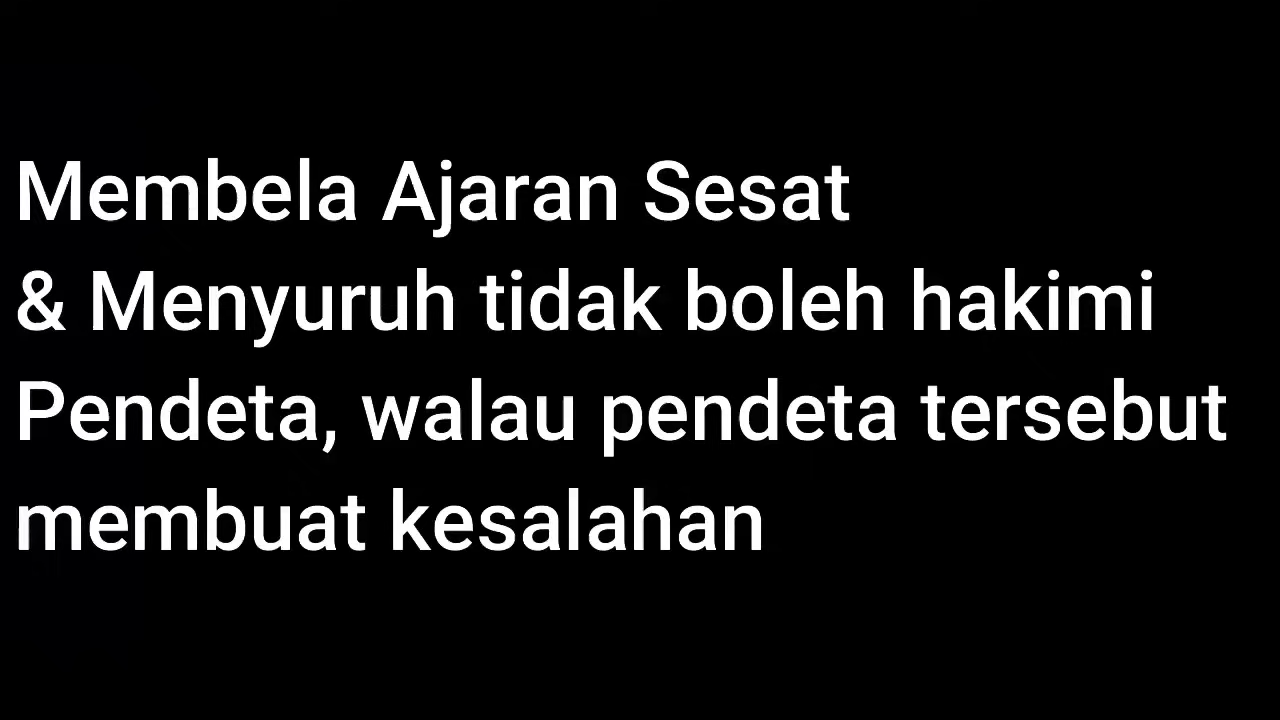 Membela Ajaran Sesat
& Menyuruh tidak boleh hakimi
Pendeta, walau pendeta tersebut
membuat kesalahan